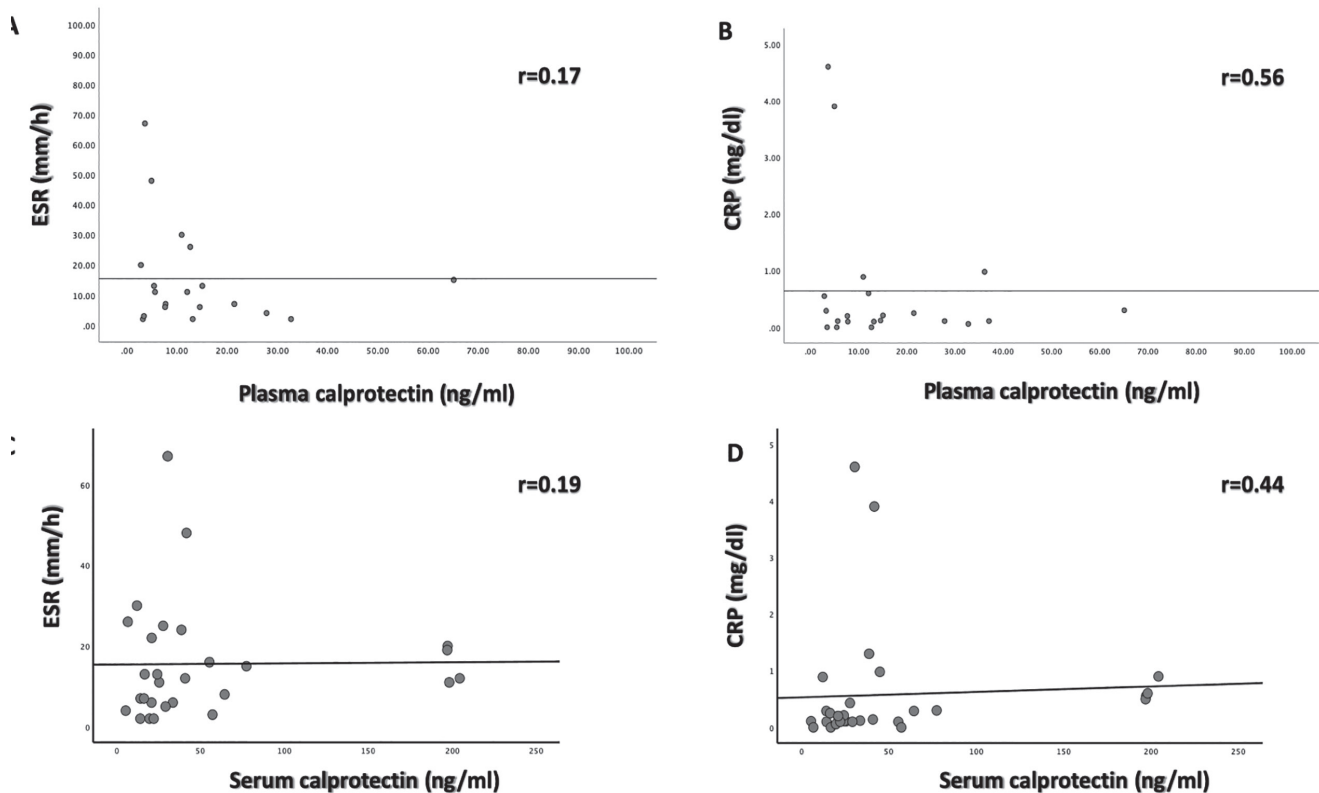 A
100.00
90.00
80.00
70.00
60.00
50.00
40.00
30.00
20.00
10.00
.00
ESR (mm/h)
r=0.17
.00 10.00 20.00 30.00 40.00 50.00 60.00 70.00 80.00 90.00 100.00
Plasma calprotectin (ng/ml)
B
5.00
4.00
3.00
2.00
1.00
.00
CRP (mg/dl)
r=0.56
.00 10.00 20.00 30.00 40.00 50.00 60.00 70.00 80.00 90.00 100.00
Plasma calprotectin (ng/ml)
60
40
20
0
ESR (mm/h)
r=0.19
0 50 100 150 200 250
Serum calprotectin (ng/ml)
D
5
4
3
2
1
0
CRP (mg/dl)
r=0.44
0 50 100 150 200 250
Serum calprotectin (ng/ml)